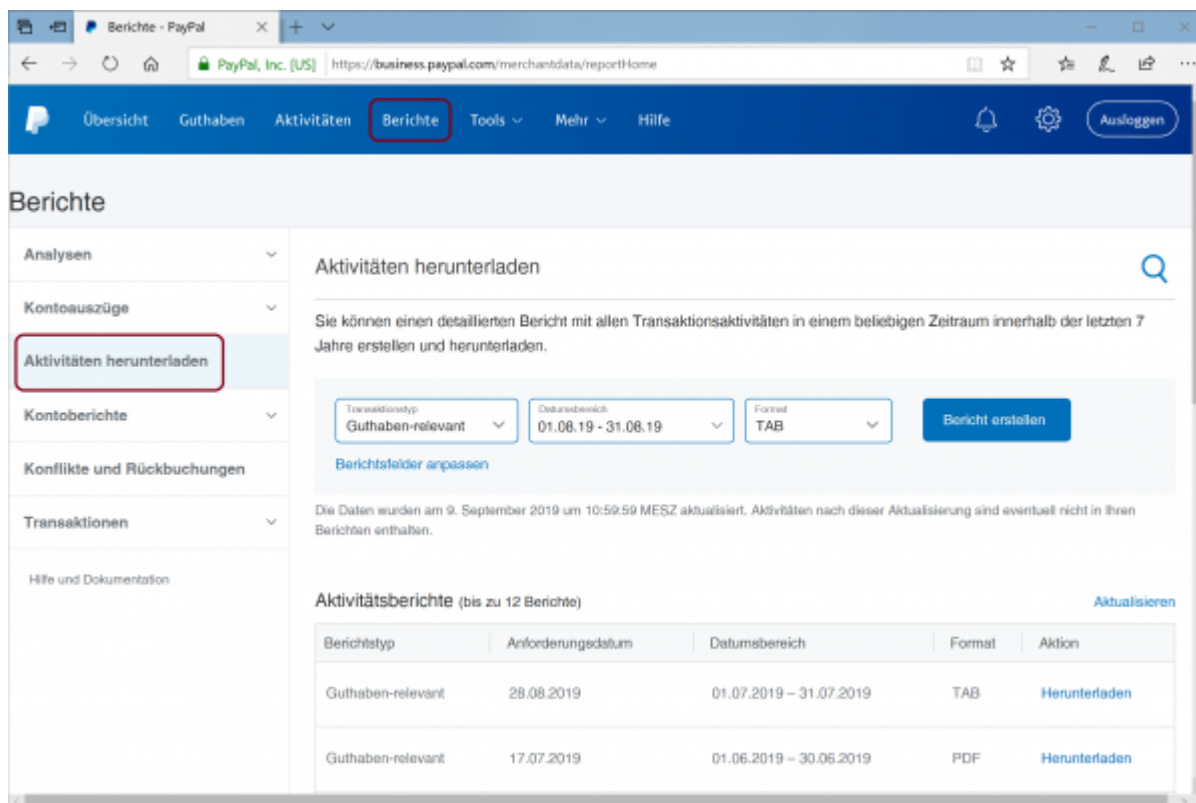 Berichte - PayPal
PayPal, Inc. [US] https://business.paypal.com/merchantdata/reportHome
Übersicht Guthaben Aktivitäten Berichte Tools Mehr Hilfe Ausloggen
Berichte
Analysen
Kontoauszüge
Aktivitäten herunterladen
Kontoberichte
Konflikte und Rückbuchungen
Transaktionen
Hilfe und Dokumentation
Aktivitäten herunterladen
Sie können einen detaillierten Bericht mit allen Transaktionsaktivitäten in einem beliebigen Zeitraum innerhalb der letzten 7
Jahre erstellen und herunterladen.
Transaktionstyp Datumsbereich Format
Guthaben-relevant 01.08.19 - 31.08.19 TAB Bericht erstellen
Berichtsfelder anpassen
Die Daten wurden am 9. September 2019 um 10:59:59 MESZ aktualisiert. Aktivitäten nach dieser Aktualisierung sind eventuell nicht in Ihren
Berichten enthalten.
Aktivitätsberichte (bis zu 12 Berichte) Aktualisieren
Berichtstyp Anforderungsdatum Datumsbereich Format Aktion
Guthaben-relevant 28.08.2019 01.07.2019 – 31.07.2019 TAB Herunterladen
Guthaben-relevant 17.07.2019 01.06.2019 – 30.06.2019 PDF Herunterladen